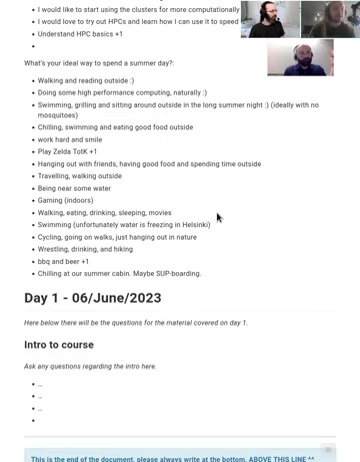 I would like to start using the clusters for more computationally
I would love to try out HPCs and learn how I can use it to speed
Understand HPC basics +1
What's your ideal way to spend a summer day?:
Walking and reading outside :)
Doing some high performance computing, naturally :)
Swimming, grilling and sitting around outside in the long summer night :) (ideally with no
mosquitoes)
Chilling, swimming and eating good food outside
work hard and smile
Play Zelda TotK +1
Hanging out with friends, having good food and spending time outside
Travelling, walking outside
Being near some water
Gaming (indoors)
Walking, eating, drinking, sleeping, movies
Swimming (unfortunately water is freezing in Helsinki)
Cycling, going on walks, just hanging out in nature
Wrestling, drinking, and hiking
bbq and beer +1
Chilling at our summer cabin. Maybe SUP-boarding.
Day 1 - 06/June/2023
Here below there will be the questions for the material covered on day 1.
Intro to course
Ask any questions regarding the intro here.
..
..
..
This is the end of the document, please always write at the bottom, ABOVE THIS LINE ^^